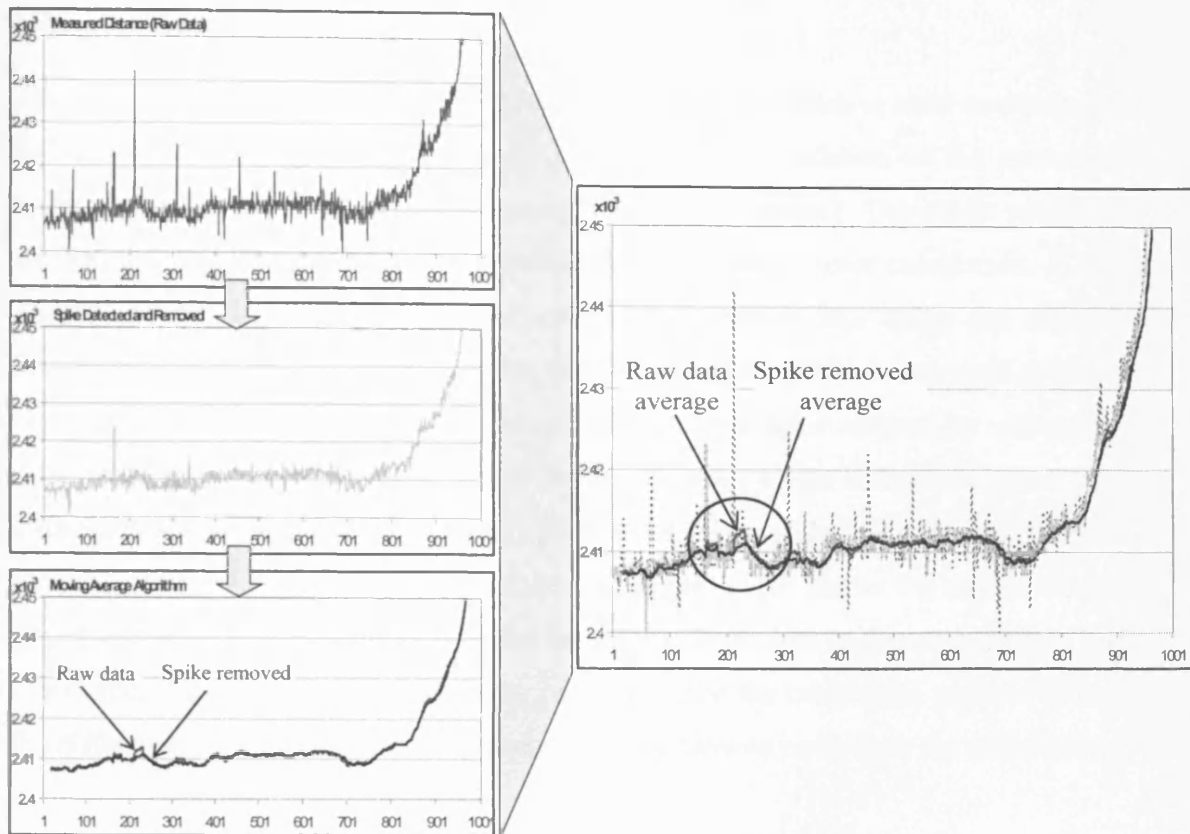 x10³ Measured Distance (Raw Data)
2.45
2.44
2.43
2.42
2.41
2.4
1 101 201 301 401 501 601 701 801 901 1001
x10³ Spike Detected and Removed
2.45
2.44
2.43
2.42
2.41
2.4
1 101 201 301 401 501 601 701 801 901 1001
x10³ Moving Average Algorithm
2.45
2.44
2.43
Raw data Spike removed
2.42
2.41
2.4
1 101 201 301 401 501 601 701 801 901 1001
x10³
2.45
2.44
2.43
Raw data Spike removed
average average
2.42
2.41
2.4
1 101 201 301 401 501 601 701 801 901 1001